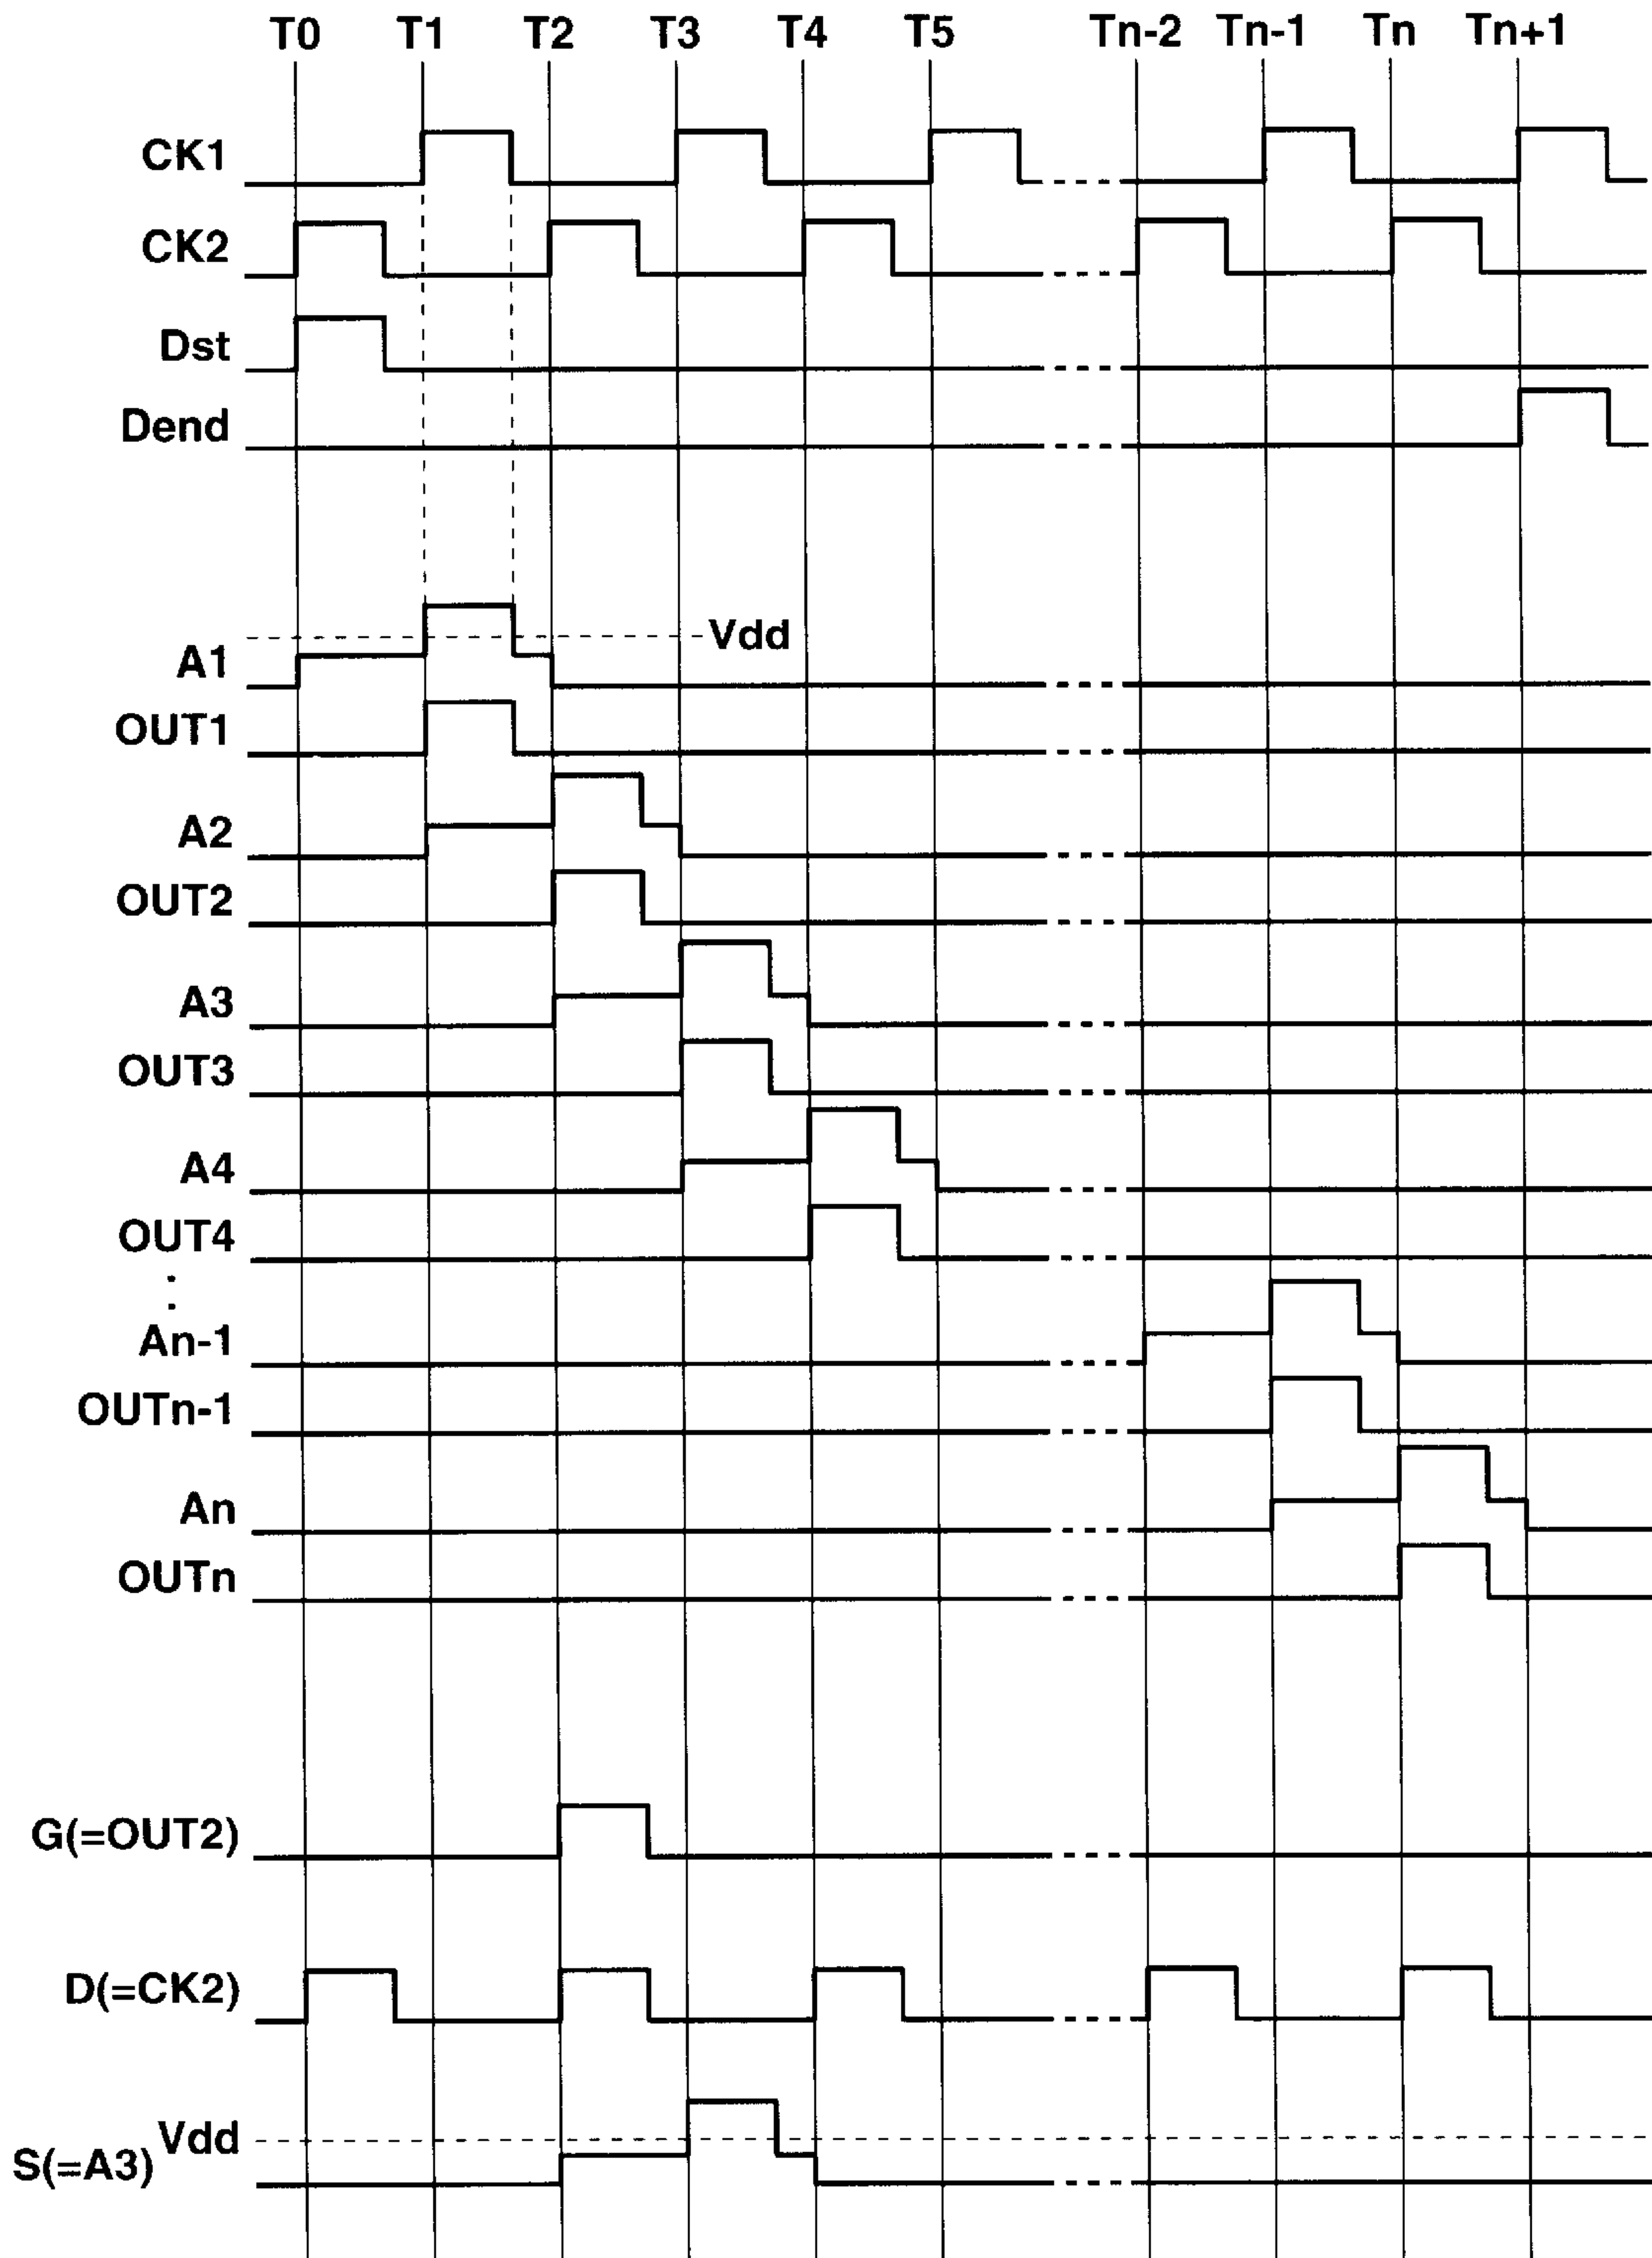 T0 T1 T2 T3 T4 T5 Tn-2 Tn-1 Tn Tn+1
CK1
CK2
Dst
Dend
Vdd
A1
OUT1
A2
OUT2
A3
OUT3
A4
OUT4
:
An-1
OUTn-1
An
OUTn
G(=OUT2)
D(=CK2)
Vdd
S(=A3)